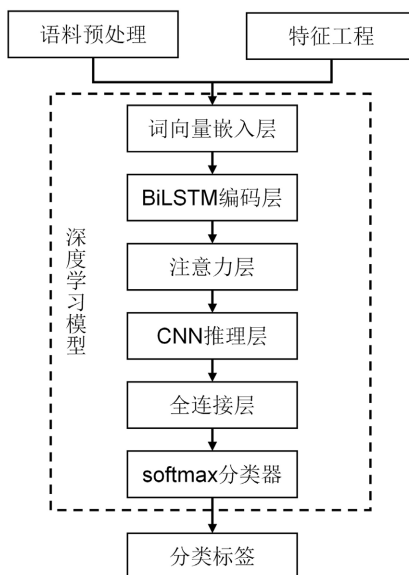 语料预处理
特征工程
词向量嵌入层
BiLSTM编码层
注意力层
CNN推理层
全连接层
softmax分类器
深度学习模型
分类标签